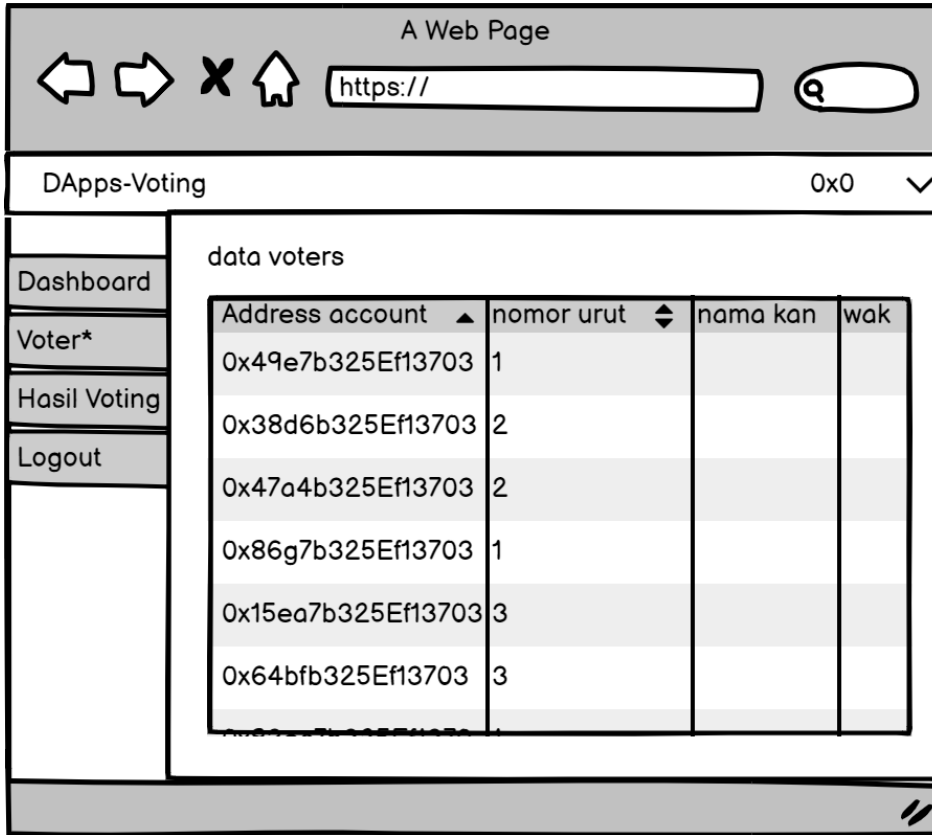 A Web Page
https://
DApps-Voting 0x0
Dashboard
Voter*
Hasil Voting
Logout
data voters
Address account nomor urut nama kan wak
0x49e7b325Ef13703 1
0x38d6b325Ef13703 2
0x47a4b325Ef13703 2
0x86g7b325Ef13703 1
0x15ea7b325Ef13703 3
0x64bfb325Ef13703 3